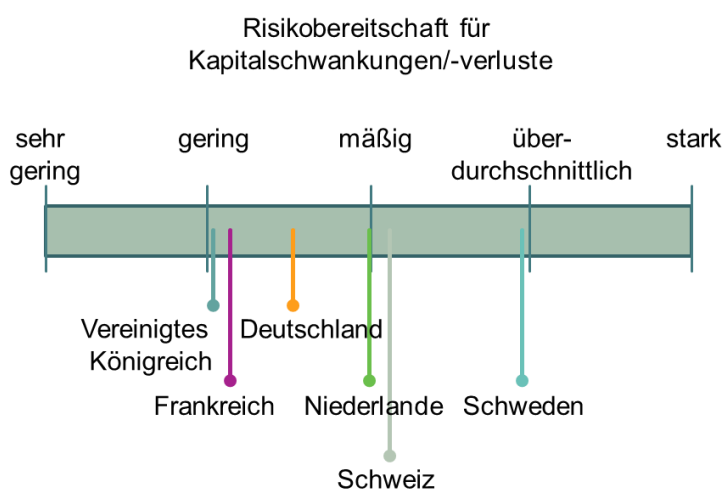 Risikobereitschaft für
Kapitalschwankungen/-verluste
sehr
gering
gering
mäßig
über-
durchschnittlich
stark
Vereinigtes
Königreich
Deutschland
Frankreich
Niederlande
Schweden
Schweiz